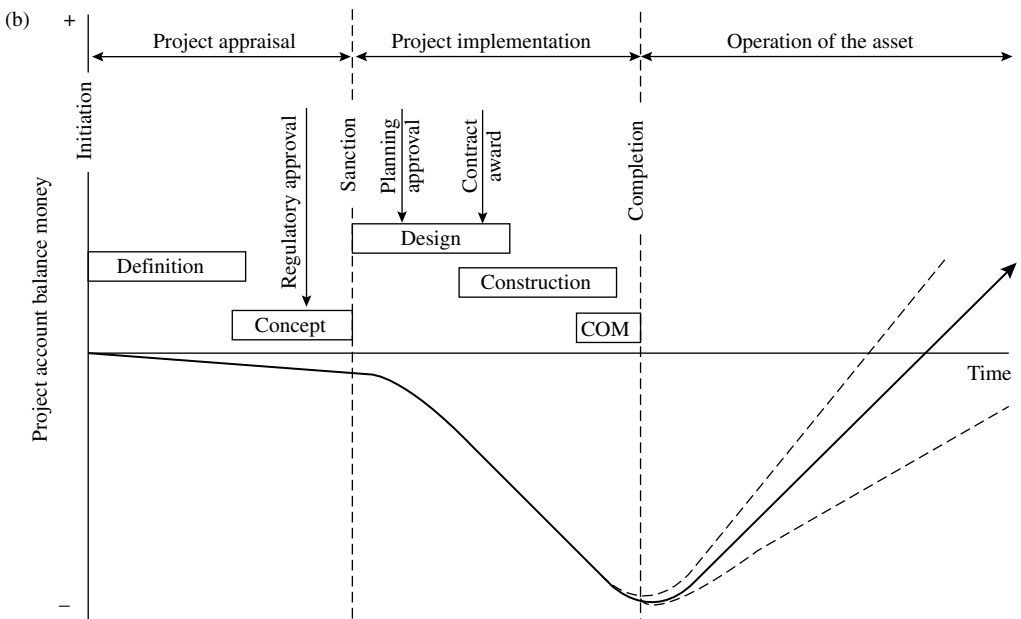 (b)
+
Project appraisal
Project implementation
Operation of the asset
Initiation
Regulatory approval
Sanction
Planning
approval
Contract
award
Completion
Design
Definition
Construction
Concept
COM
Time
Project account balance money
–